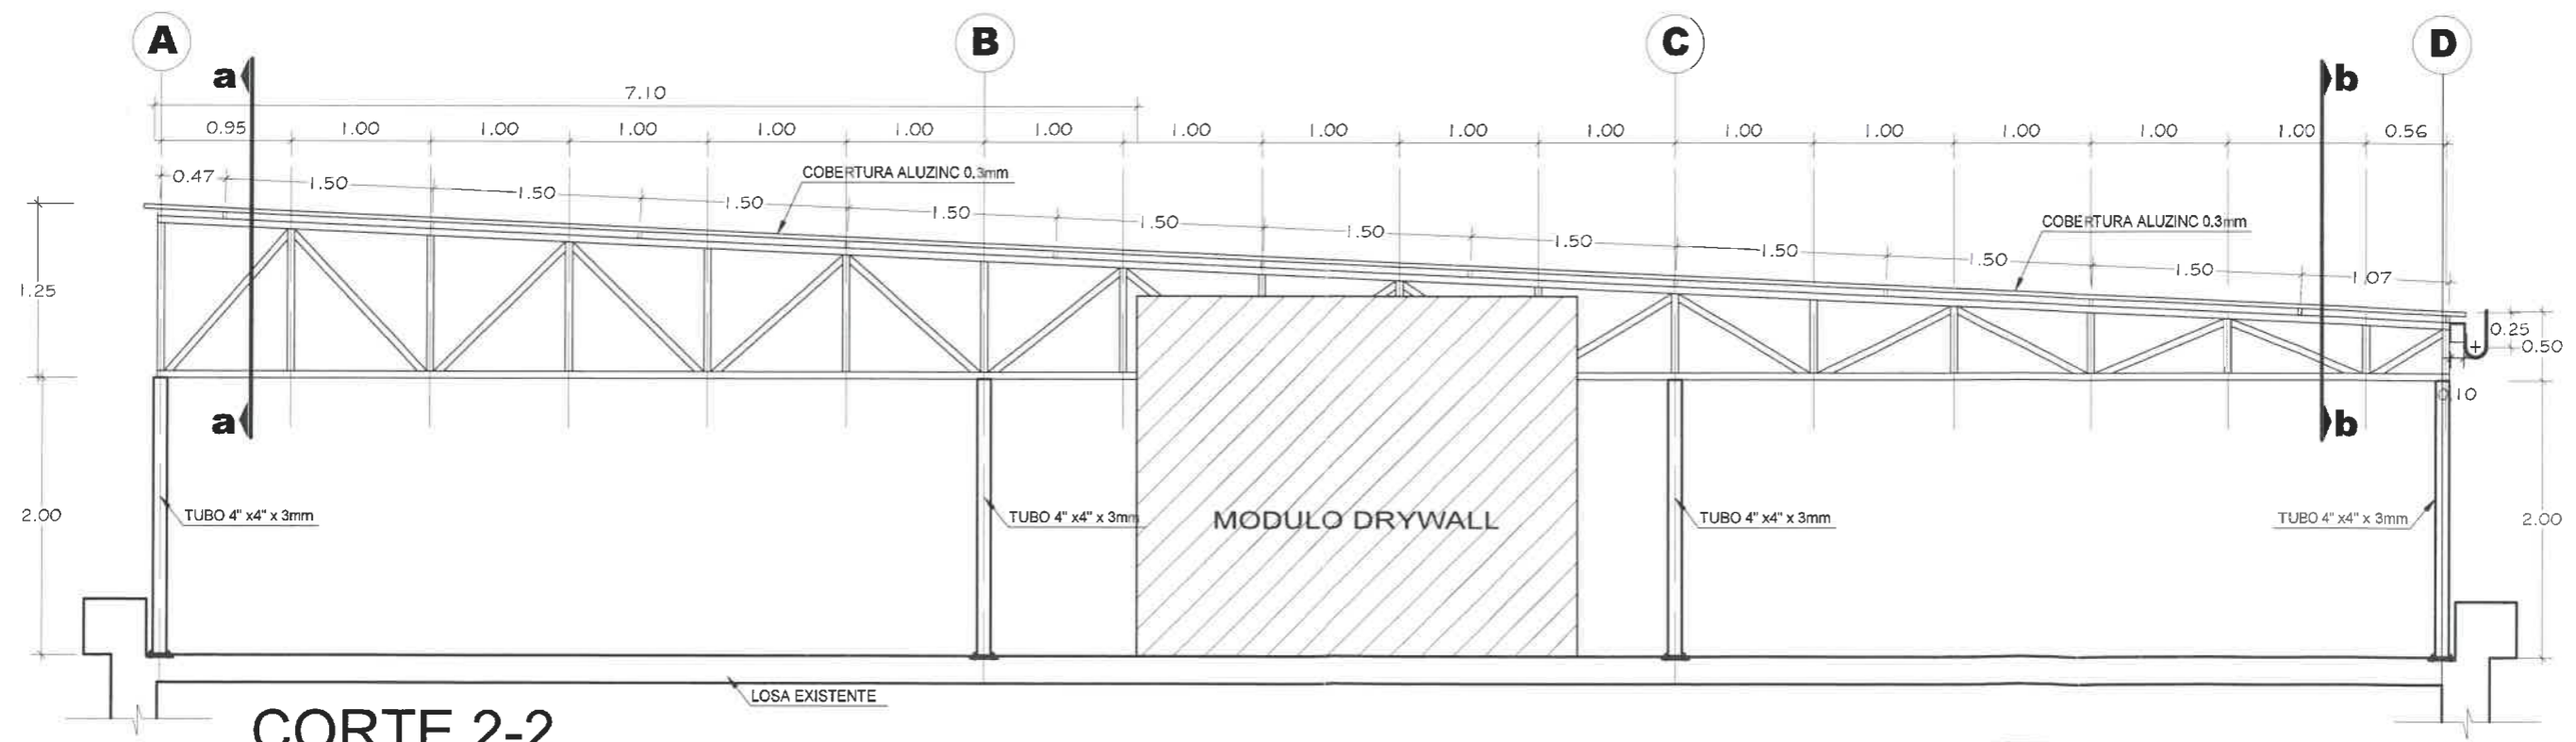 A B C D
a b
7.10
0.95 1.00 1.00 1.00 1.00 1.00 1.00 1.00 1.00 1.00 1.00 1.00 1.00 1.00 1.00 1.00 0.56
0.47 1.50 1.50 1.50 1.50 1.50 1.50 1.50 1.50 1.50 1.50 1.07
COBERTURA ALUZINC 0.3mm
COBERTURA ALUZINC 0.3mm
1.25
0.25
0.50
0.10
a b
2.00
TUBO 4" x4" x 3mm
TUBO 4" x4" x 3mm
MODULO DRYWALL
TUBO 4" x4" x 3mm
TUBO 4" x4" x 3mm
2.00
LOSA EXISTENTE
CORTE 2-2